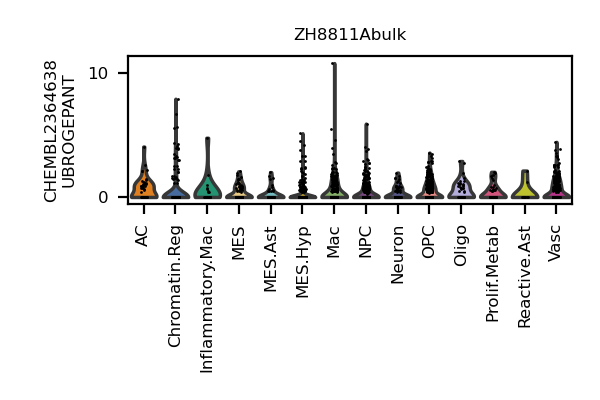 ZH8811Abulk
CHEMBL2364638
UBROGEPANT
10
0
AC
Chromatin.Reg
Inflammatory.Mac
MES
MES.Ast
MES.Hyp
Mac
NPC
Neuron
OPC
Oligo
Prolif.Metab
Reactive.Ast
Vasc